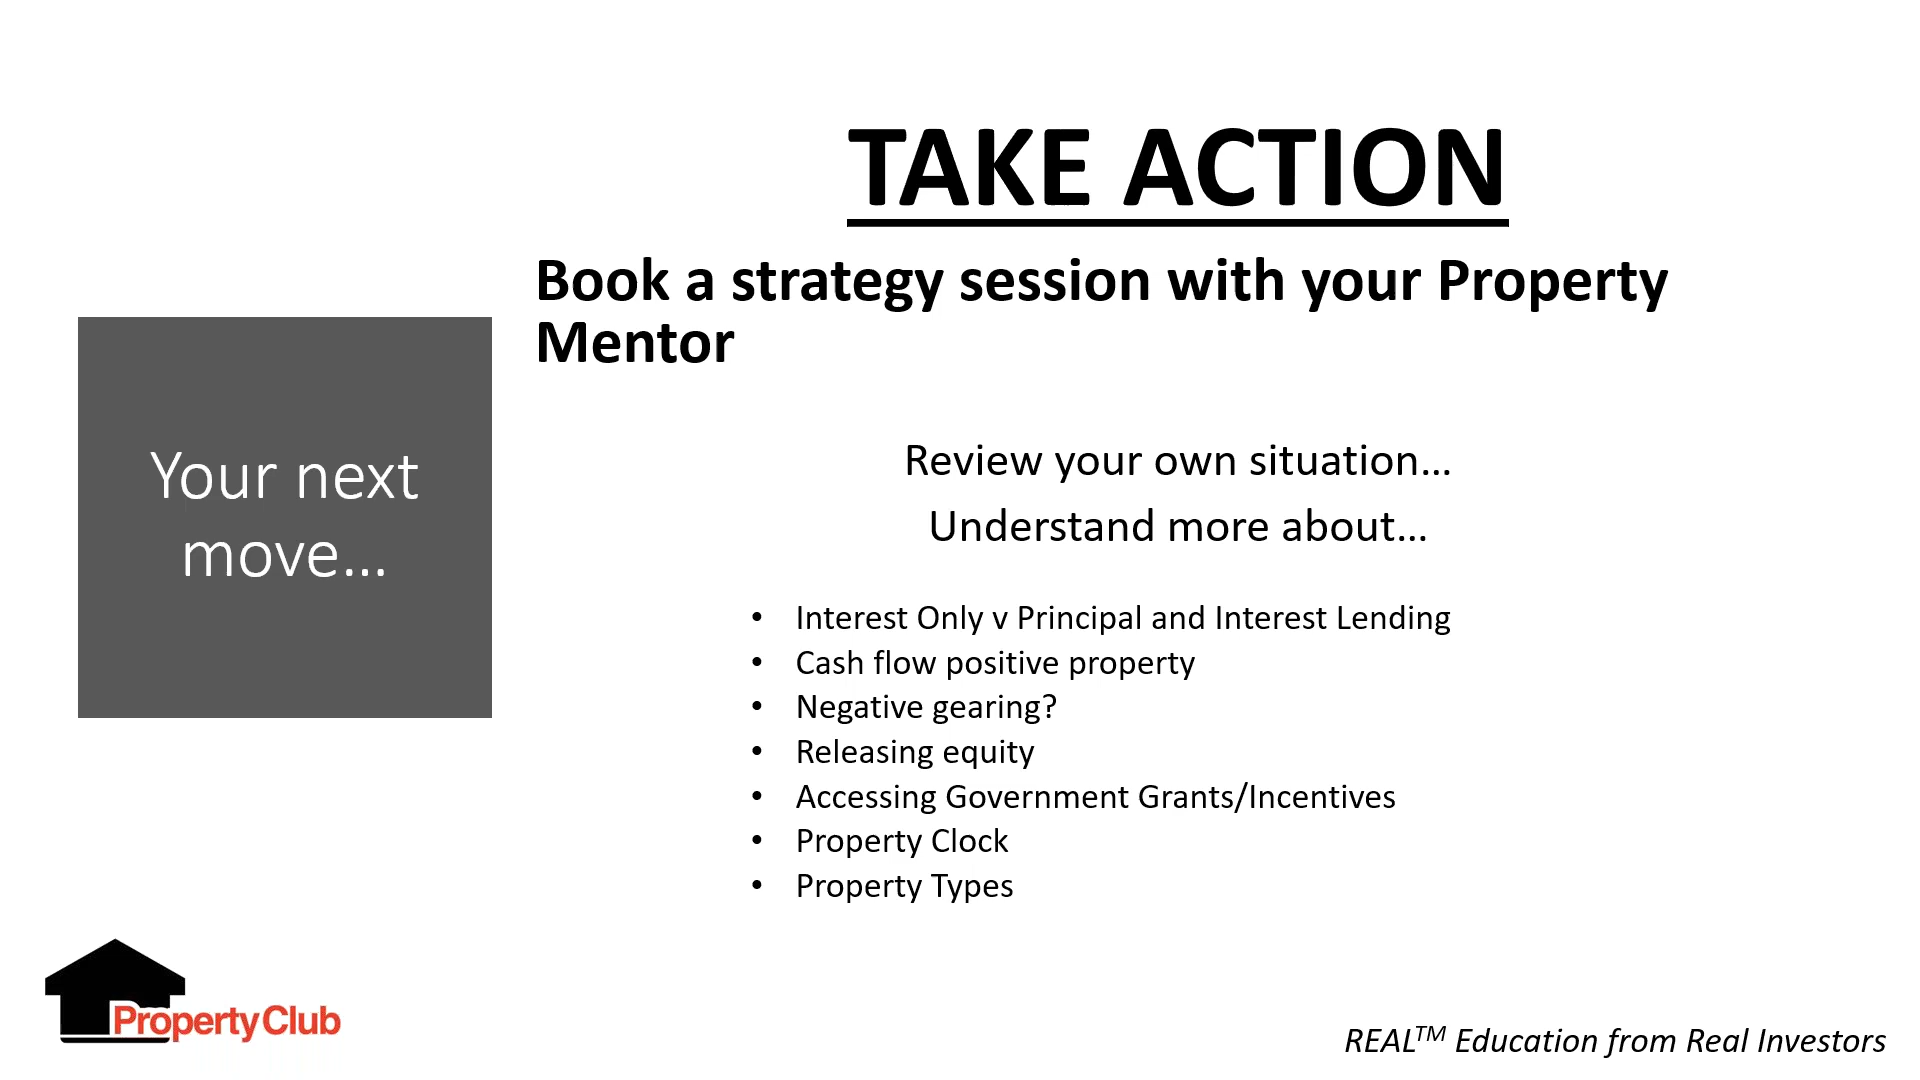 TAKE ACTION
Book a strategy session with your Property
Mentor
Your next
move...
Review your own situation...
Understand more about...
• Interest Only v Principal and Interest Lending
• Cash flow positive property
• Negative gearing?
• Releasing equity
• Accessing Government Grants/Incentives
• Property Clock
• Property Types
PropertyClub
REAL™ Education from Real Investors